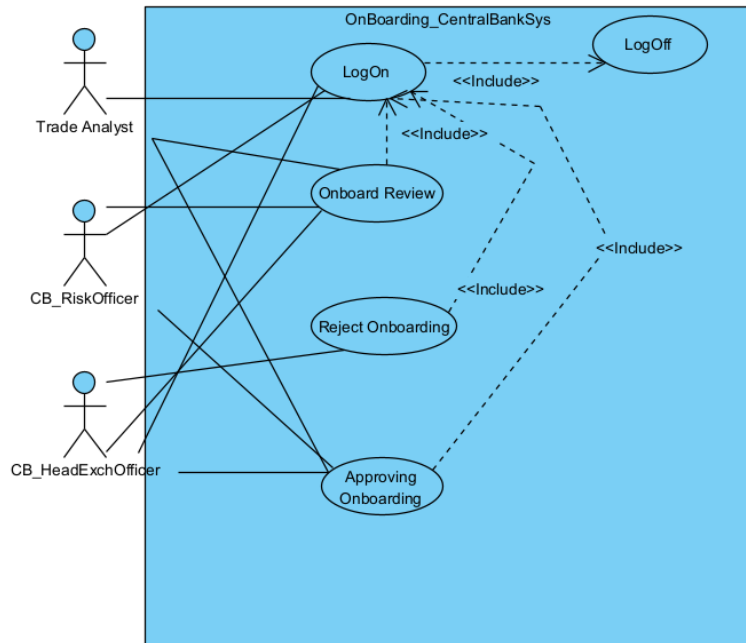 OnBoarding_CentralBankSys
LogOff
LogOn
<<Include>>
Trade Analyst
<<Include>>
Onboard Review
<<Include>>
CB_RiskOfficer
<<Include>>
Reject Onboarding
CB_HeadExchOfficer
Approving
Onboarding